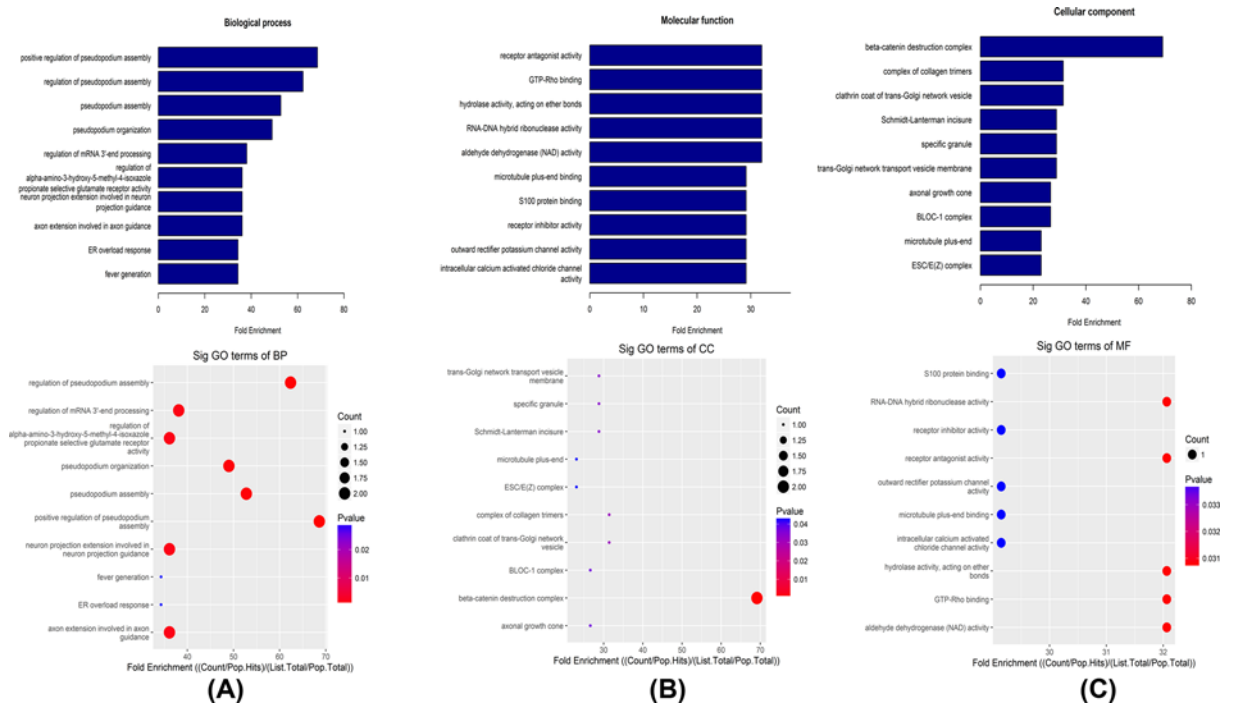 Biological process
positive regulation of pseudopodium assembly
regulation of pseudopodium assembly
pseudopodium assembly
pseudopodium organization
regulation of mRNA 3'-end processing
regulation of
alpha-amino-3-hydroxy-5-methyl-4-isoxazole
propionate selective glutamate receptor activity
neuron projection extension involved in neuron
projection guidance
axon extension involved in axon guidance
ER overload response
fever generation
0 20 40 60 80
Fold Enrichment
Molecular function
receptor antagonist activity
GTP-Rho binding
hydrolase activity, acting on ether bonds
RNA-DNA hybrid ribonuclease activity
aldehyde dehydrogenase (NAD) activity
microtubule plus-end binding
S100 protein binding
receptor inhibitor activity
outward rectifier potassium channel activity
intracellular calcium activated chloride channel
activity
0 10 20 30
Fold Enrichment
Cellular component
beta-catenin destruction complex
complex of collagen trimers
clathrin coat of trans-Golgi network vesicle
Schmidt-Lanterman incisure
specific granule
trans-Golgi network transport vesicle membrane
axonal growth cone
BLOC-1 complex
microtubule plus-end
ESC/E(Z) complex
0 20 40 60 80
Fold Enrichment
Sig GO terms of BP
regulation of pseudopodium assembly
regulation of mRNA 3'-end processing
regulation of
alpha-amino-3-hydroxy-5-methyl-4-isoxazole
propionate selective glutamate receptor
activity
pseudopodium organization
pseudopodium assembly
positive regulation of pseudopodium
assembly
neuron projection extension involved in
neuron projection guidance
fever generation
ER overload response
axon extension involved in axon
guidance
40 50 60 70
Fold Enrichment ((Count/Pop.Hits)/(List.Total/Pop.Total))
Count
1.00
1.25
1.50
1.75
2.00
Pvalue
0.02
0.01
(A)
Sig GO terms of CC
trans-Golgi network transport vesicle
membrane
specific granule
Schmidt-Lanterman incisure
microtubule plus-end
ESC/E(Z) complex
complex of collagen trimers
clathrin coat of trans-Golgi network
vesicle
BLOC-1 complex
beta-catenin destruction complex
axonal growth cone
30 40 50 60 70
Fold Enrichment ((Count/Pop.Hits)/(List.Total/Pop.Total))
Count
1.00
1.25
1.50
1.75
2.00
Pvalue
0.04
0.03
0.02
0.01
(B)
Sig GO terms of MF
S100 protein binding
RNA-DNA hybrid ribonuclease activity
receptor inhibitor activity
receptor antagonist activity
outward rectifier potassium channel
activity
microtubule plus-end binding
intracellular calcium activated
chloride channel activity
hydrolase activity, acting on ether
bonds
GTP-Rho binding
aldehyde dehydrogenase (NAD) activity
30 31 32
Fold Enrichment ((Count/Pop.Hits)/(List.Total/Pop.Total))
Count
1
Pvalue
0.033
0.032
0.031
(C)